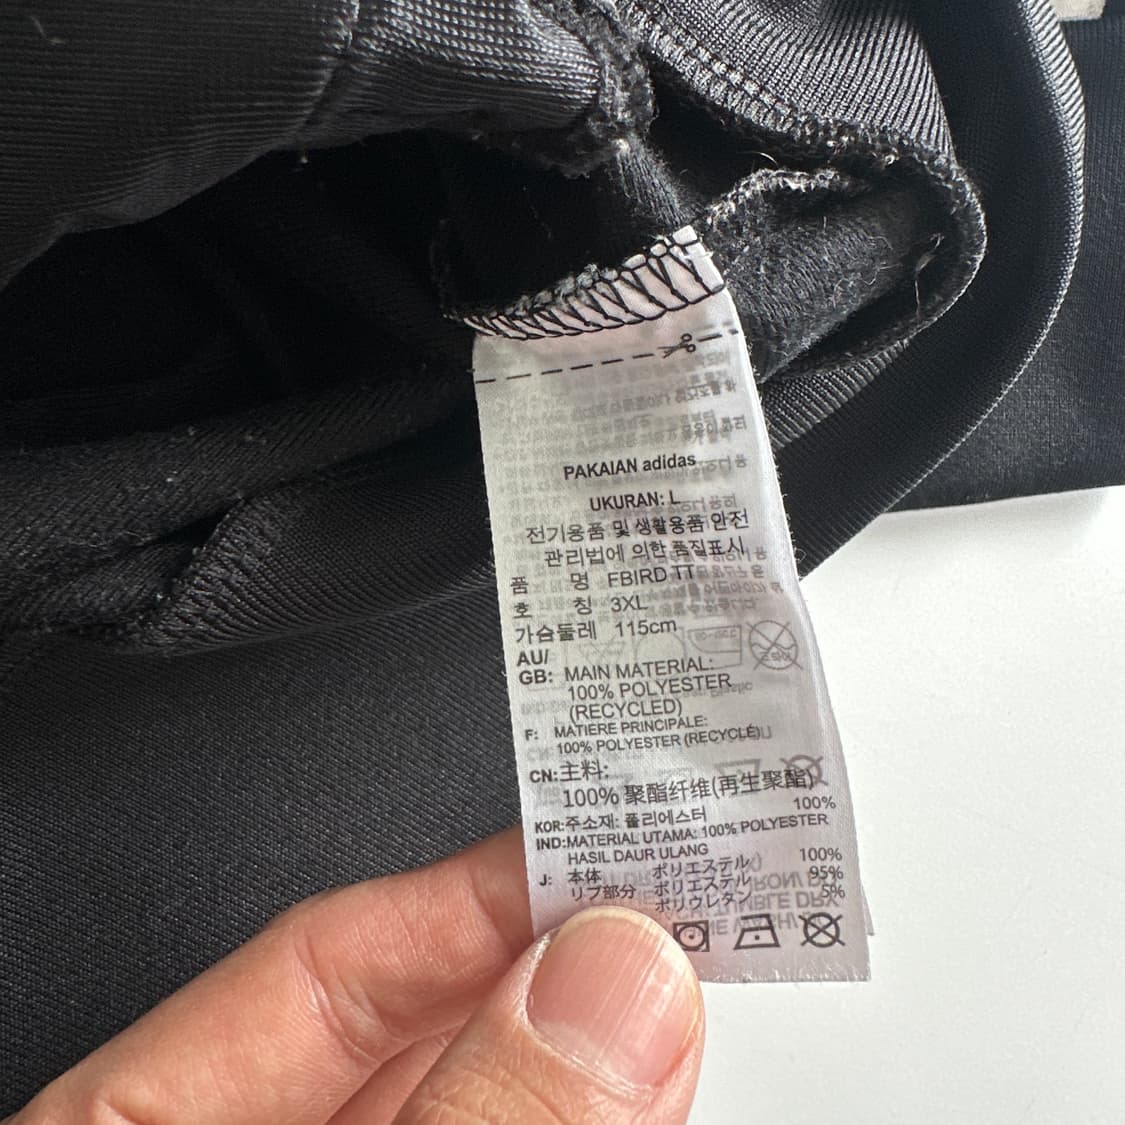 PAKAIAN adidas
UKURAN: L
전기용품 및 생활용품 안전
관리법에 의한 품질표시
품 명 FBIRD TT
호 칭 3XL
가슴둘레 115cm
AU/
GB: MAIN MATERIAL:
100% POLYESTER
(RECYCLED)
F: MATIERE PRINCIPALE:
100% POLYESTER (RECYCLÉ)
CN:主料:
100% 聚酯纤维(再生聚酯)
KOR:주소재: 폴리에스터 100%
IND:MATERIAL UTAMA: 100% POLYESTER
HASIL DAUR ULANG
J: 本体 ポリエステル 100%
リブ部分 ポリエステル 95%
ポリウレタン 5%